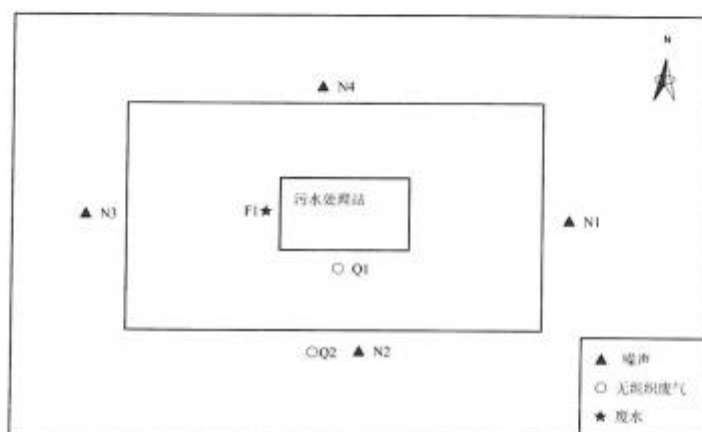 N
▲ N4
污水处理站
▲ N3
F1★
▲ N1
○ Q1
○Q2 ▲ N2
▲ 噪声
○ 无组织废气
★ 废水